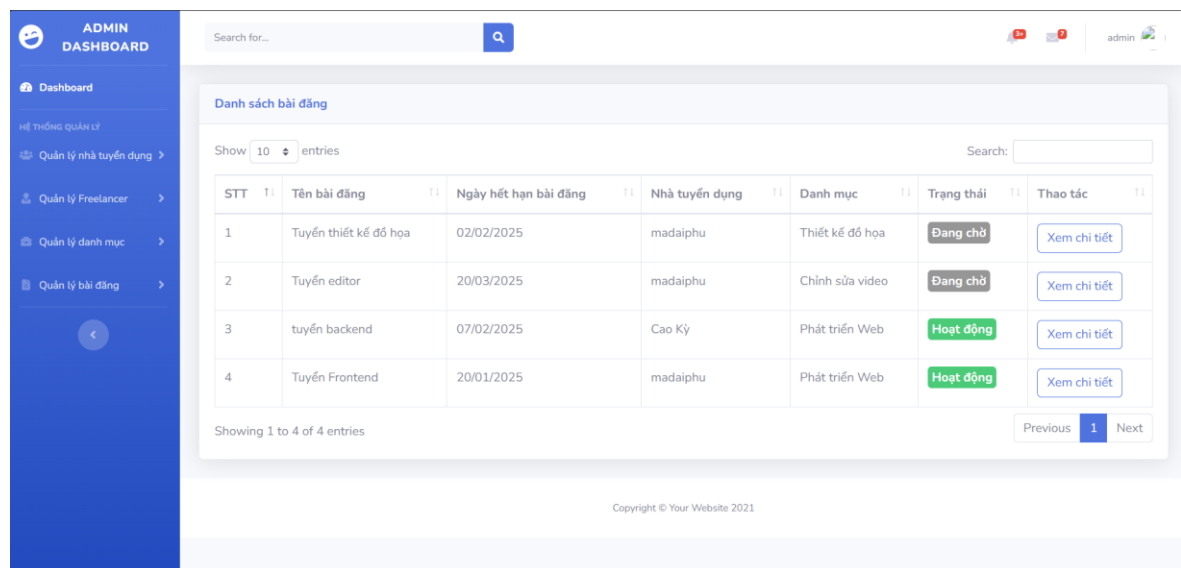 ADMIN
DASHBOARD
Search for...
3+
7
admin
Dashboard
HỆ THỐNG QUẢN LÝ
Quản lý nhà tuyển dụng
Quản lý Freelancer
Quản lý danh mục
Quản lý bài đăng
Danh sách bài đăng
Show 10 entries
Search:
STT Tên bài đăng Ngày hết hạn bài đăng Nhà tuyển dụng Danh mục Trạng thái Thao tác
1 Tuyển thiết kế đồ họa 02/02/2025 madaiphu Thiết kế đồ họa Đang chờ Xem chi tiết
2 Tuyển editor 20/03/2025 madaiphu Chỉnh sửa video Đang chờ Xem chi tiết
3 tuyển backend 07/02/2025 Cao Kỳ Phát triển Web Hoạt động Xem chi tiết
4 Tuyển Frontend 20/01/2025 madaiphu Phát triển Web Hoạt động Xem chi tiết
Showing 1 to 4 of 4 entries
Previous 1 Next
Copyright © Your Website 2021